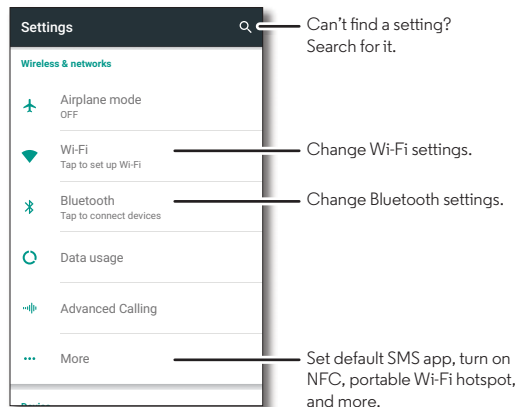 Settings
Can't find a setting?
Search for it.
Wireless & networks
Airplane mode
OFF
Wi-Fi
Tap to set up Wi-Fi
Change Wi-Fi settings.
Bluetooth
Tap to connect devices
Change Bluetooth settings.
Data usage
Advanced Calling
More
Set default SMS app, turn on
NFC, portable Wi-Fi hotspot,
and more.
Device